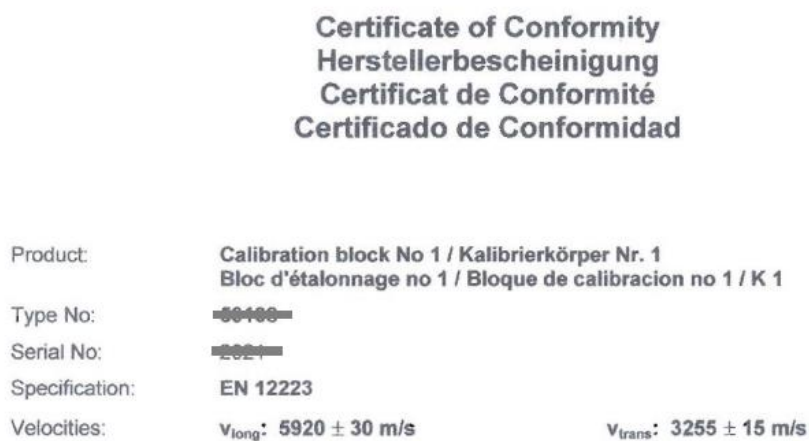 Certificate of Conformity
Herstellerbescheinigung
Certificat de Conformité
Certificado de Conformidad
Product: Calibration block No 1 / Kalibrierkörper Nr. 1
Bloc d'étalonnage no 1 / Bloque de calibracion no 1 / K 1
Type No:
Serial No:
Specification: EN 12223
Velocities: vlong: 5920 ± 30 m/s vtrans: 3255 ± 15 m/s